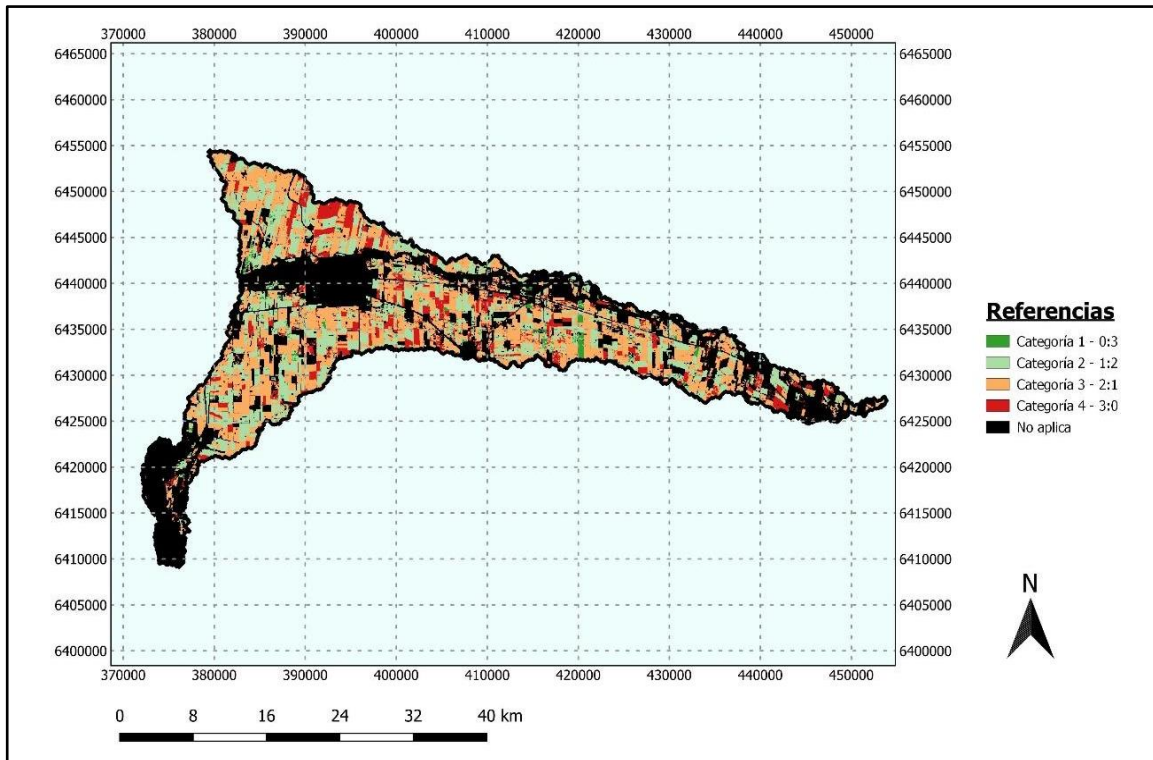 370000 380000 390000 400000 410000 420000 430000 440000 450000
6465000 6465000
6460000 6460000
6455000 6455000
6450000 6450000
6445000 6445000
6440000 6440000
6435000 6435000
6430000 6430000
6425000 6425000
6420000 6420000
6415000 6415000
6410000 6410000
6405000 6405000
6400000 6400000
370000 380000 390000 400000 410000 420000 430000 440000 450000
Referencias
Categoría 1 - 0:3
Categoría 2 - 1:2
Categoría 3 - 2:1
Categoría 4 - 3:0
No aplica
N
0 8 16 24 32 40 km